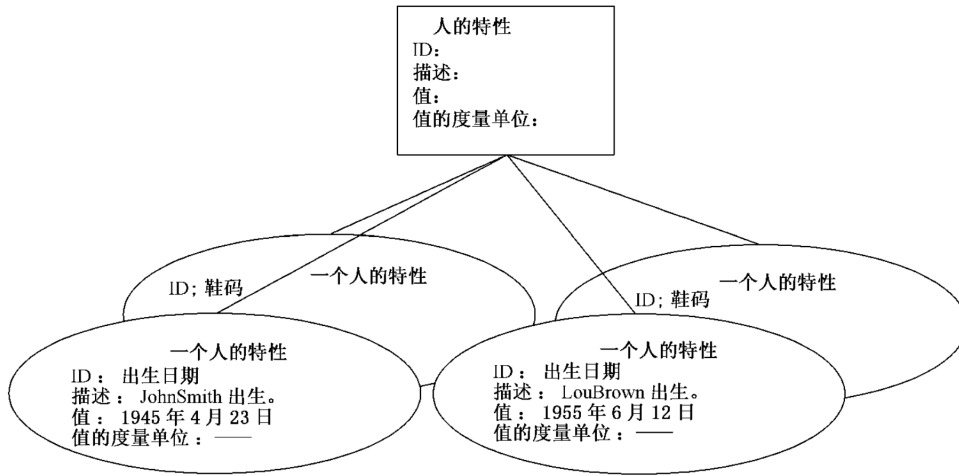 人的特性
ID：
描述：
值：
值的度量单位：
一个人的特性
ID；鞋码
一个人的特性
ID；鞋码
一个人的特性
ID： 出生日期
描述： JohnSmith 出生。
值： 1945 年 4 月 23 日
值的度量单位：——
一个人的特性
ID： 出生日期
描述： LouBrown 出生。
值： 1955 年 6 月 12 日
值的度量单位：——